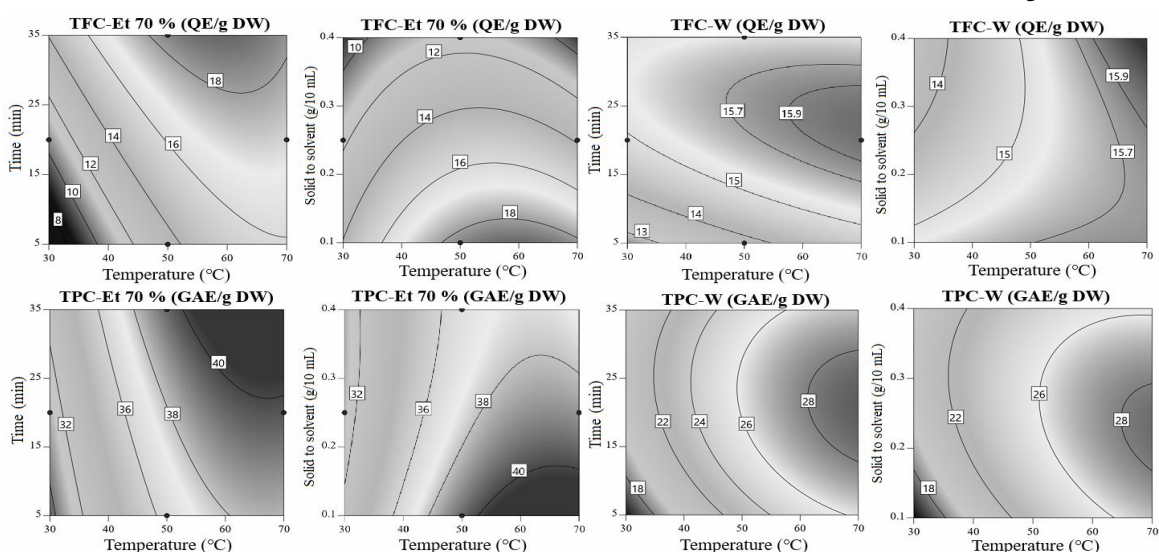 TFC-Et 70 % (QE/g DW)
35
25
15
5
Time (min)
8
10
12
14
16
18
30 40 50 60 70
Temperature (°C)
TFC-Et 70 % (QE/g DW)
0.4
0.3
0.2
0.1
Solid to solvent (g/10 mL)
10
12
14
16
18
30 40 50 60 70
Temperature (°C)
TFC-W (QE/g DW)
35
25
15
5
Time (min)
15.7
15.9
15
14
13
30 40 50 60 70
Temperature (°C)
TFC-W (QE/g DW)
0.4
0.3
0.2
0.1
Solid to solvent (g/10 mL)
14
15
15.9
15.7
30 40 50 60 70
Temperature (°C)
TPC-Et 70 % (GAE/g DW)
35
25
15
5
Time (min)
32
36
38
40
30 40 50 60 70
Temperature (°C)
TPC-Et 70 % (GAE/g DW)
0.4
0.3
0.2
0.1
Solid to solvent (g/10 mL)
32
36
38
40
30 40 50 60 70
Temperature (°C)
TPC-W (GAE/g DW)
35
25
15
5
Time (min)
18
22
24
26
28
30 40 50 60 70
Temperature (°C)
TPC-W (GAE/g DW)
0.4
0.3
0.2
0.1
Solid to solvent (g/10 mL)
18
22
26
28
30 40 50 60 70
Temperature (°C)